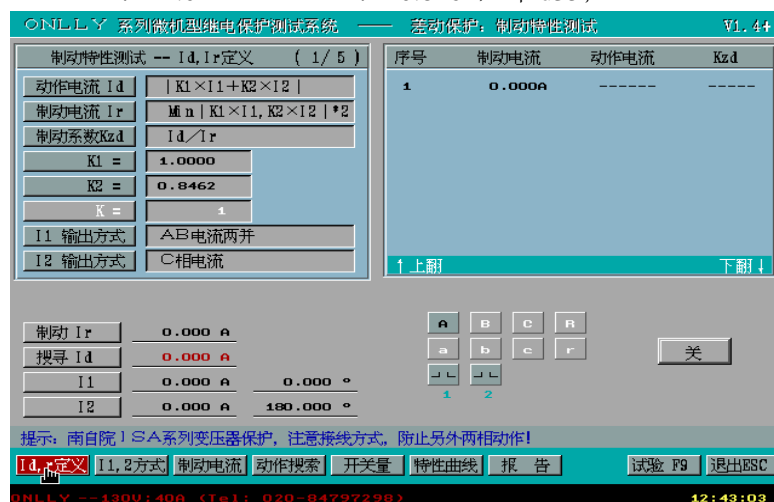 ONLLY 系列微机型继电保护测试系统 —— 差动保护：制动特性测试 V1.4+
制动特性测试 -- Id,Ir定义 ( 1/ 5 )
动作电流 Id |K1×I1+K2×I2|
制动电流 Ir Min|K1×I1,K2×I2|*2
制动系数Kzd Id／Ir
K1 = 1.0000
K2 = 0.8462
K = 1
I1 输出方式 AB电流两并
I2 输出方式 C相电流
序号 制动电流 动作电流 Kzd
1 0.000A ------ -----
↑上翻 下翻↓
制动 Ir 0.000 A
搜寻 Id 0.000 A
I1 0.000 A 0.000 °
I2 0.000 A 180.000 °
A B C R
a b c r
1 2
关
提示：南自院ISA系列变压器保护，注意接线方式，防止另外两相动作!
Id,r定义 I1,2方式 制动电流 动作搜索 开关量 特性曲线 报 告 试验 F9 退出ESC
ONLLY --130V;40A (Tel: 020-84797298) 12:43:03